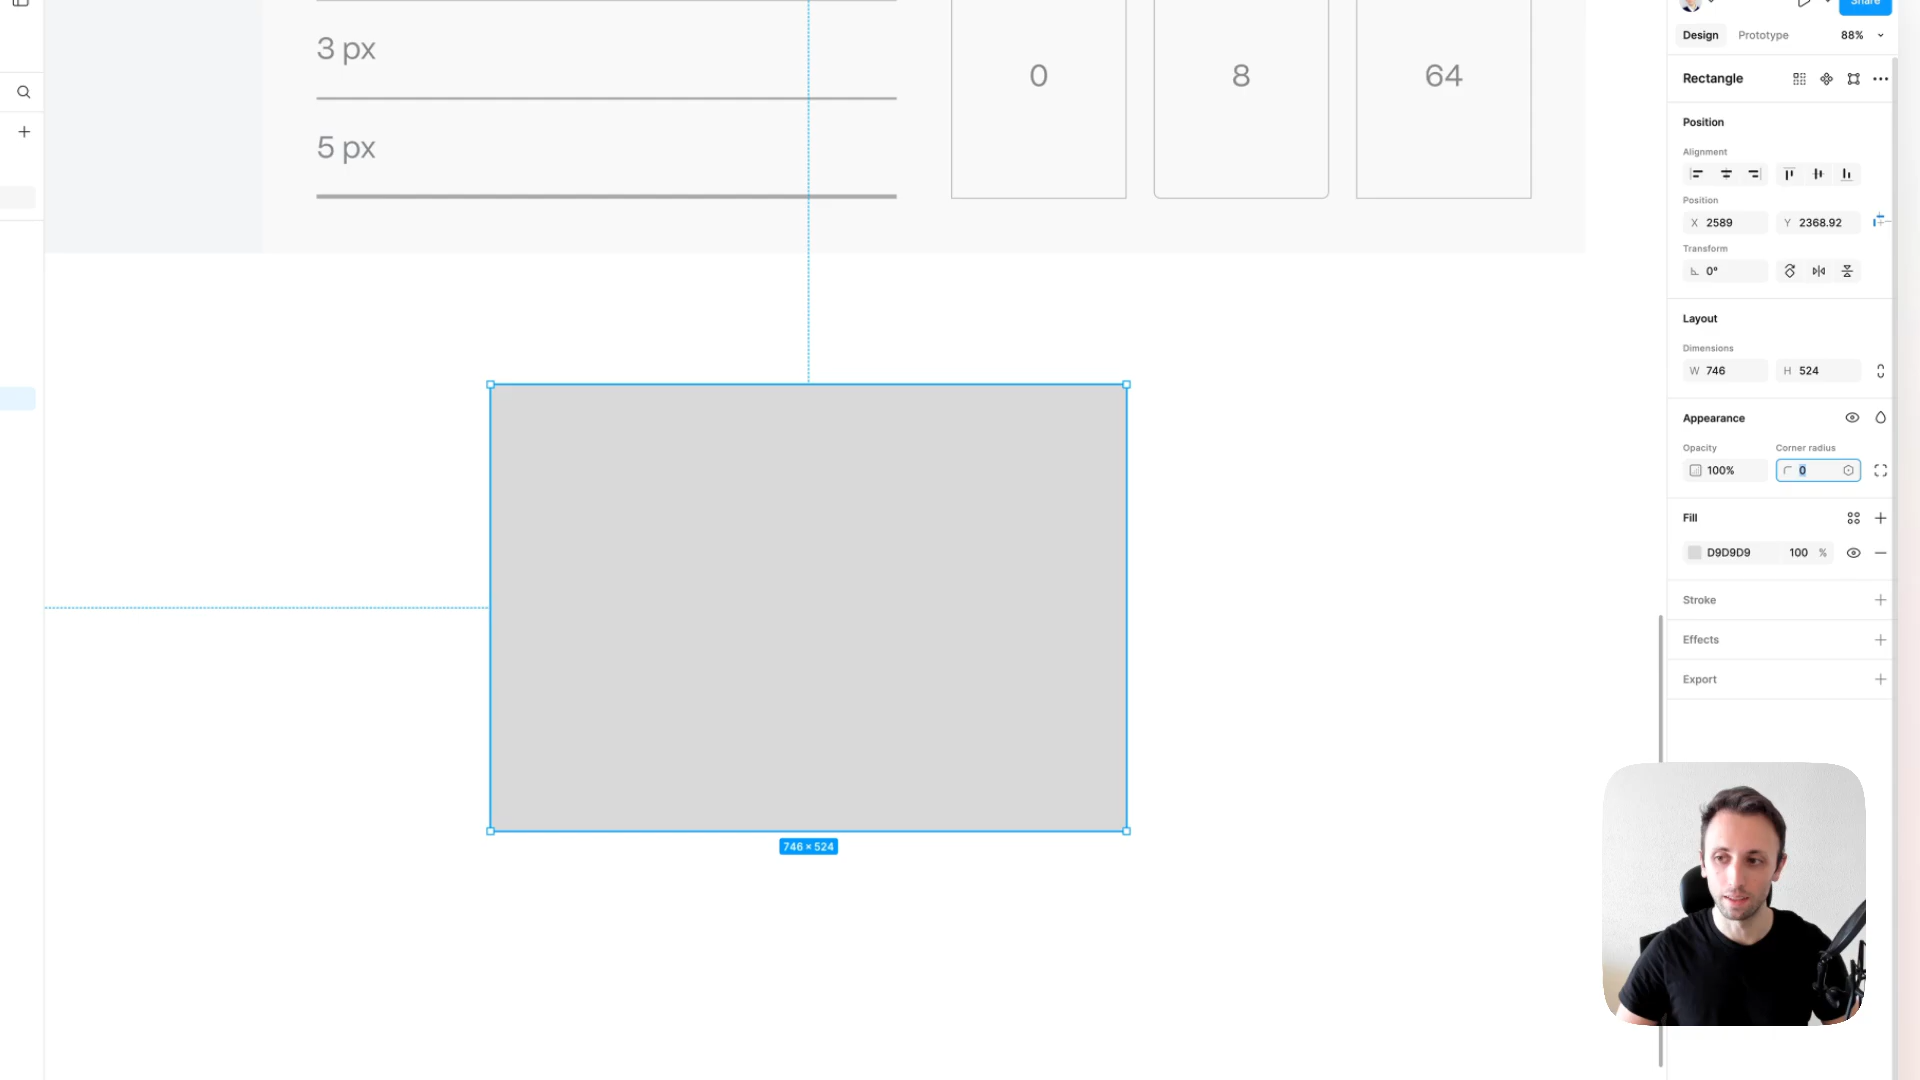 3 px
5 px
0
8
64
746 × 524
Share
Design Prototype 88%
Rectangle
Position
Alignment
Position
X 2589 Y 2368.92
Transform
0°
Layout
Dimensions
W 746 H 524
Appearance
Opacity Corner radius
100% 0
Fill
D9D9D9 100 %
Stroke
Effects
Export